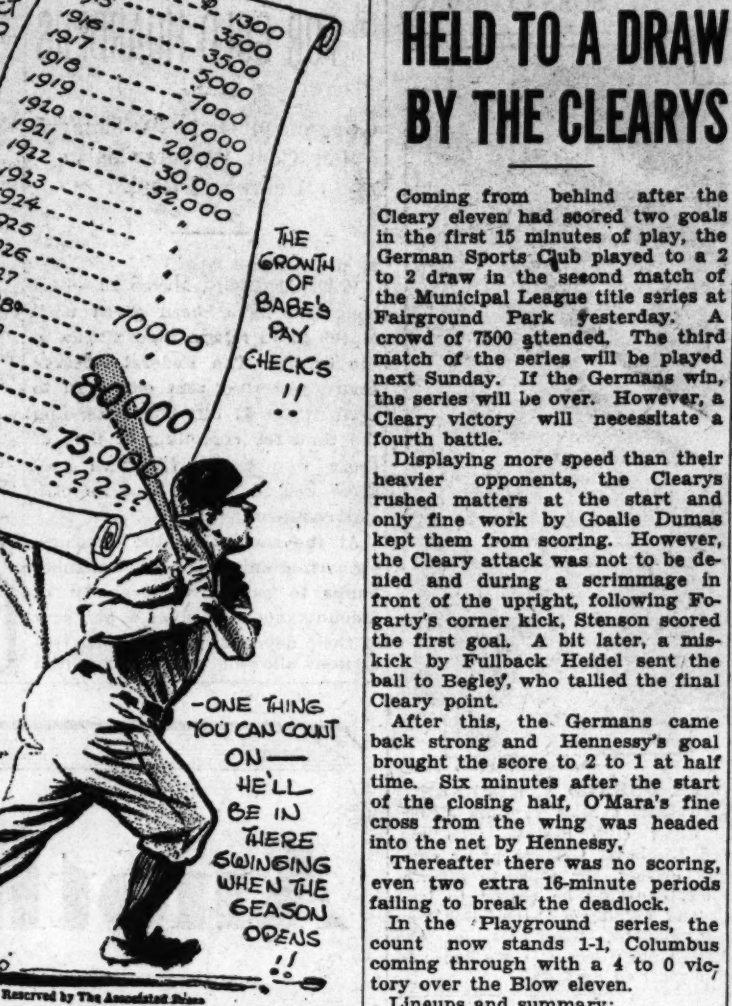 $ 1300
3500
1916 3500
1917 5000
1918 7000
1919 10,000
1920 20,000
1921 30,000
1922 52,000
1923
1924
925
926
27
70000
80000
75,000
?????
THE
GROWTH
OF
BABE'S
PAY
CHECKS
!!
-ONE THING
YOU CAN COUNT
ON—
HE'LL
BE IN
THERE
SWINGING
WHEN THE
SEASON
OPENS
!!
Reserved by The Associated Press
HELD TO A DRAW
BY THE CLEARYS
Coming from behind after the
Cleary eleven had scored two goals
in the first 15 minutes of play, the
German Sports Club played to a 2
to 2 draw in the second match of
the Municipal League title series at
Fairground Park yesterday. A
crowd of 7500 attended. The third
match of the series will be played
next Sunday. If the Germans win,
the series will be over. However, a
Cleary victory will necessitate a
fourth battle.
Displaying more speed than their
heavier opponents, the Clearys
rushed matters at the start and
only fine work by Goalie Dumas
kept them from scoring. However,
the Cleary attack was not to be de-
nied and during a scrimmage in
front of the upright, following Fo-
garty's corner kick, Stenson scored
the first goal. A bit later, a mis-
kick by Fullback Heidel sent the
ball to Begley, who tallied the final
Cleary point.
After this, the Germans came
back strong and Hennessy's goal
brought the score to 2 to 1 at half
time. Six minutes after the start
of the closing half, O'Mara's fine
cross from the wing was headed
into the net by Hennessy.
Thereafter there was no scoring,
even two extra 16-minute periods
failing to break the deadlock.
In the Playground series, the
count now stands 1-1, Columbus
coming through with a 4 to 0 vic-
tory over the Blow eleven.
Lineups and summary: